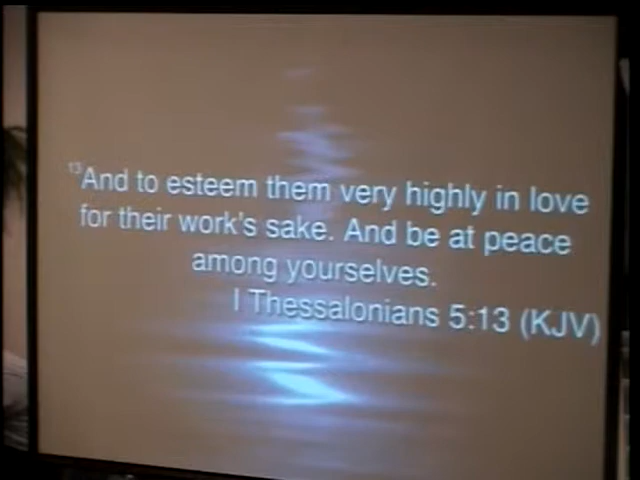 13And to esteem them very highly in love
for their work's sake. And be at peace
among yourselves.
I Thessalonians 5:13 (KJV)